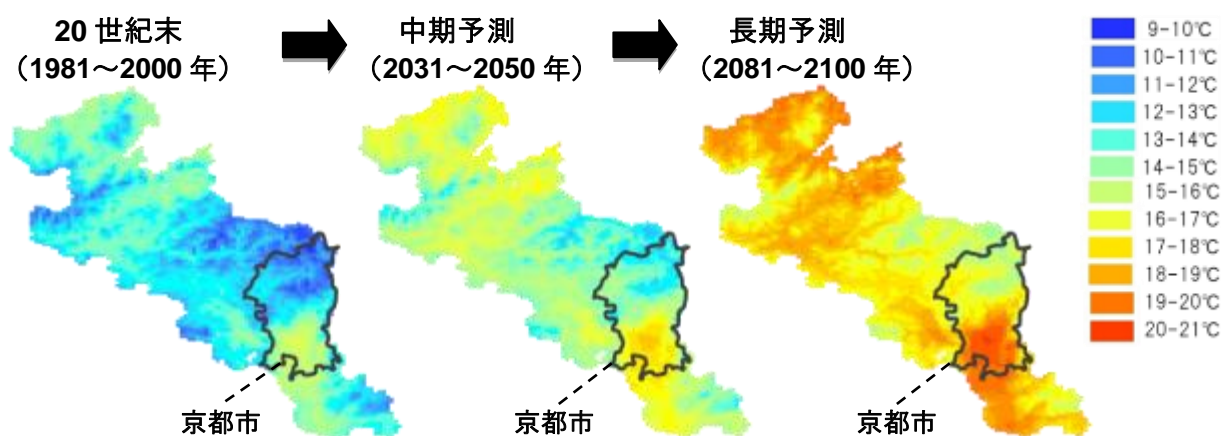 20 世紀末
(1981~2000 年)
中期予測
(2031~2050 年)
長期予測
(2081~2100 年)
9-10℃
10-11℃
11-12℃
12-13℃
13-14℃
14-15℃
15-16℃
16-17℃
17-18℃
18-19℃
19-20℃
20-21℃
京都市
京都市
京都市